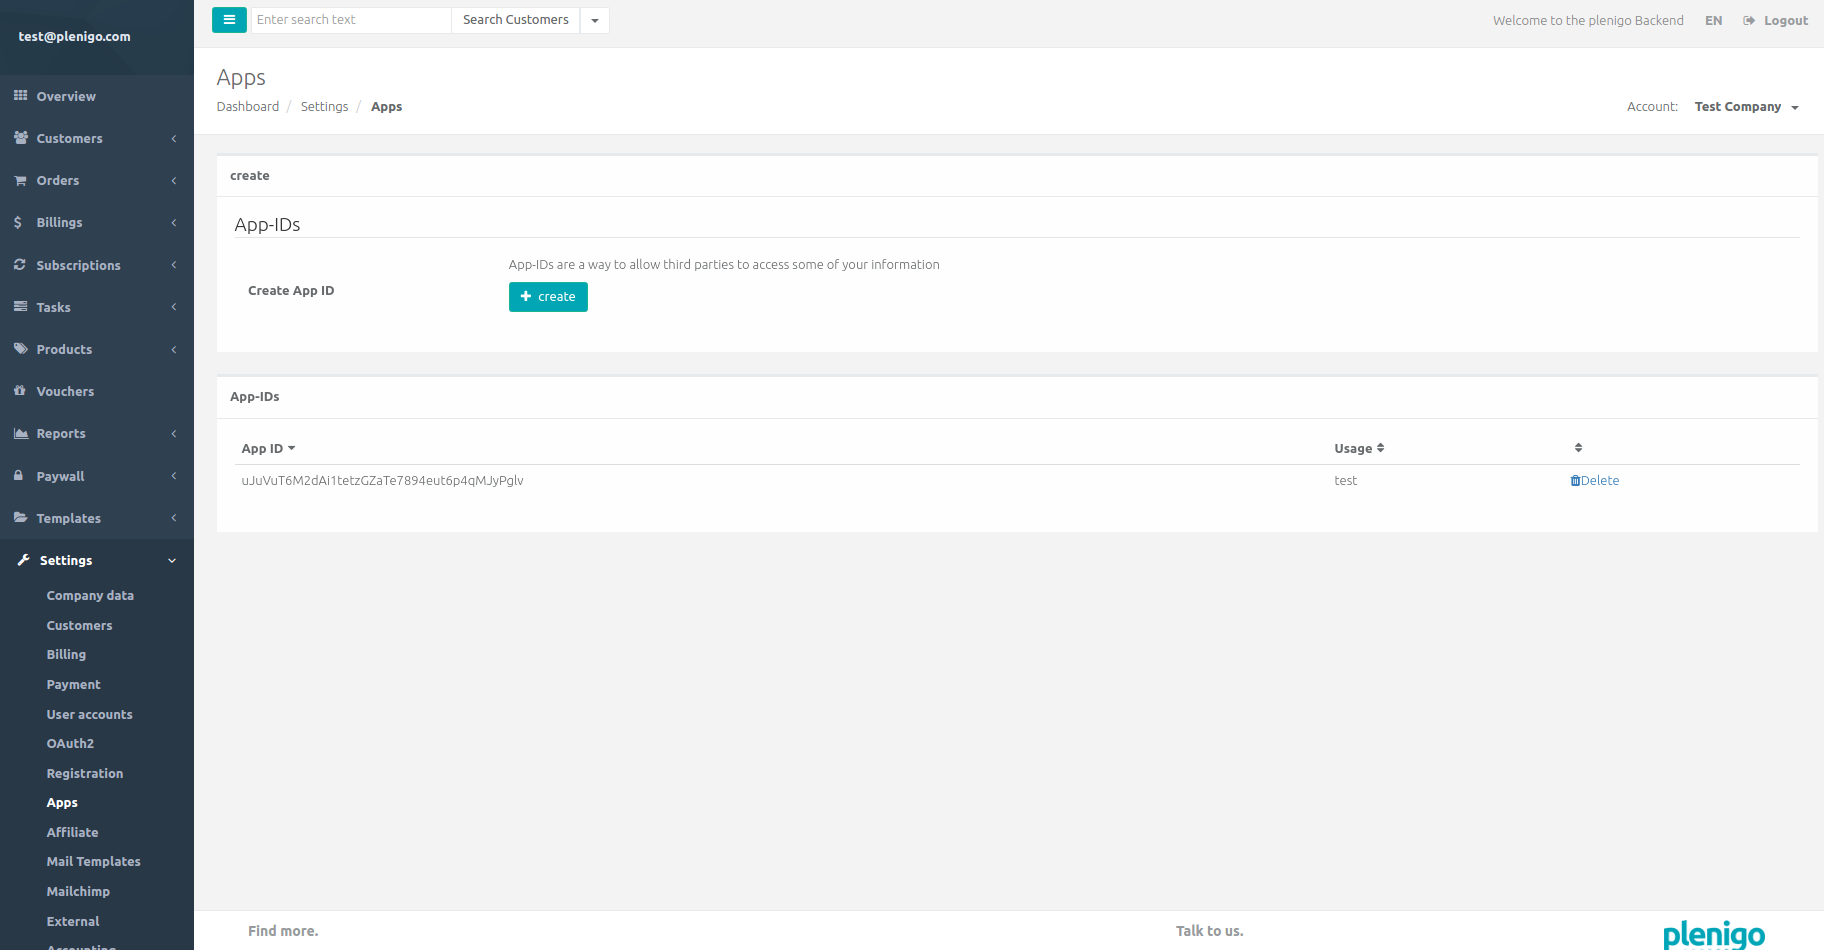 test@plenigo.com
Overview
Customers
Orders
Billings
Subscriptions
Tasks
Products
Vouchers
Reports
Paywall
Templates
Settings
Company data
Customers
Billing
Payment
User accounts
OAuth2
Registration
Apps
Affiliate
Mail Templates
Mailchimp
External
Accounting
Enter search text
Search Customers
Welcome to the plenigo Backend
EN
Logout
Apps
Dashboard / Settings / Apps
Account: Test Company
create
App-IDs
App-IDs are a way to allow third parties to access some of your information
Create App ID
create
App-IDs
App ID Usage
uJuVuT6M2dAi1tetzGZaTe7894eut6p4qMJyPglv test Delete
Find more.
Talk to us.
plenigo